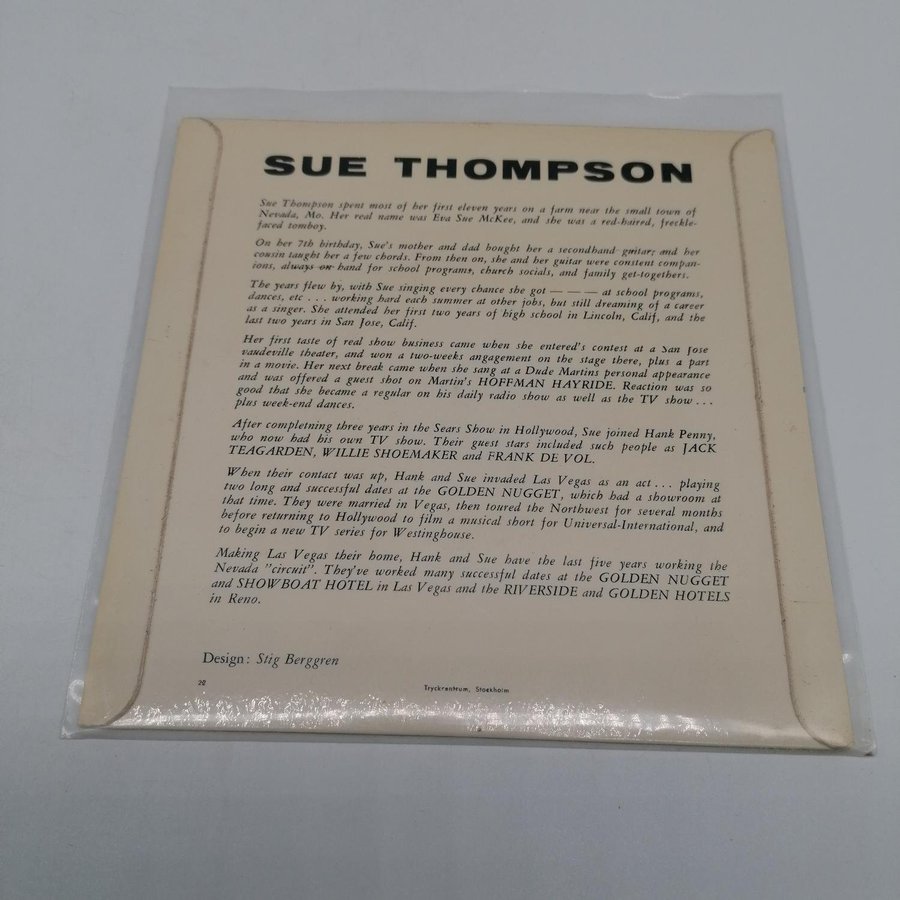 SUE THOMPSON
Sue Thompson spent most of her first eleven years on a farm near the small town of
Nevada, Mo. Her real name was Eva Sue McKee, and she was a red-haired, freckle-
faced tomboy.
On her 7th birthday, Sue's mother and dad bought her a secondhand guitar; and her
cousin taught her a few chords. From then on, she and her guitar were constent compan-
ions, always on hand for school programs, church socials, and family get-togethers.
The years flew by, with Sue singing every chance she got — — — at school programs,
dances, etc . . . working hard each summer at other jobs, but still dreaming of a career
as a singer. She attended her first two years of high school in Lincoln, Calif, and the
last two years in San Jose, Calif.
Her first taste of real show business came when she entered's contest at a San Jose
vaudeville theater, and won a two-weeks angagement on the stage there, plus a part
in a movie. Her next break came when she sang at a Dude Martins personal appearance
and was offered a guest shot on Martin's HOFFMAN HAYRIDE. Reaction was so
good that she became a regular on his daily radio show as well as the TV show . . .
plus week-end dances.
After completning three years in the Sears Show in Hollywood, Sue joined Hank Penny,
who now had his own TV show. Their guest stars included such people as JACK
TEAGARDEN, WILLIE SHOEMAKER and FRANK DE VOL.
When their contact was up, Hank and Sue invaded Las Vegas as an act . . . playing
two long and successful dates at the GOLDEN NUGGET, which had a showroom at
that time. They were married in Vegas, then toured the Northwest for several months
before returning to Hollywood to film a musical short for Universal-International, and
to begin a new TV series for Westinghouse.
Making Las Vegas their home, Hank and Sue have the last five years working the
Nevada "circuit". They've worked many successful dates at the GOLDEN NUGGET
and SHOWBOAT HOTEL in Las Vegas and the RIVERSIDE and GOLDEN HOTELS
in Reno.
Design: Stig Berggren
20
Tryckcentrum, Stockholm